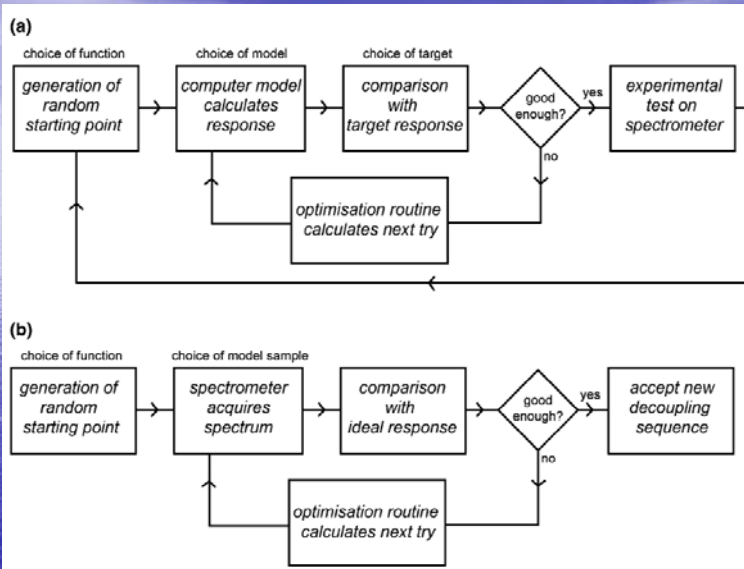 (a)
choice of function
choice of model
choice of target
generation of
random
starting point
computer model
calculates
response
comparison
with
target response
good
enough?
yes
experimental
test on
spectrometer
no
optimisation routine
calculates next try
(b)
choice of function
choice of model sample
generation of
random
starting point
spectrometer
acquires
spectrum
comparison
with
ideal response
good
enough?
yes
accept new
decoupling
sequence
no
optimisation routine
calculates next try